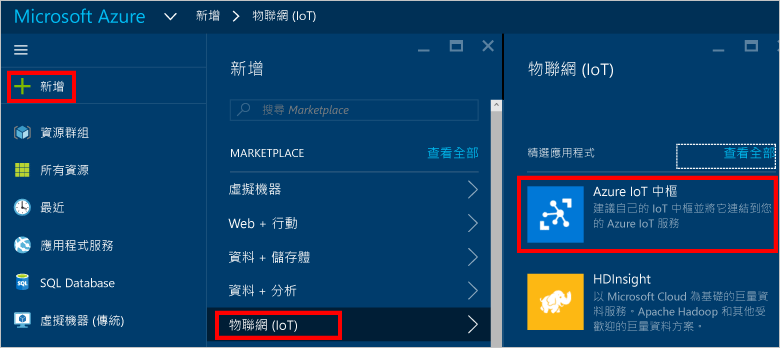 Microsoft Azure 新增 > 物聯網 (IoT)
新增
資源群組
所有資源
最近
應用程式服務
SQL Database
虛擬機器 (傳統)
新增
搜尋 Marketplace
MARKETPLACE 查看全部
虛擬機器
Web + 行動
資料 + 儲存體
資料 + 分析
物聯網 (IoT)
物聯網 (IoT)
精選應用程式 查看全部
Azure IoT 中樞
建議自己的 IoT 中樞並將它連結到您
的 Azure IoT 服務
HDInsight
以 Microsoft Cloud 為基礎的巨量資
料服務。Apache Hadoop 和其他受
歡迎的巨量資料方案。